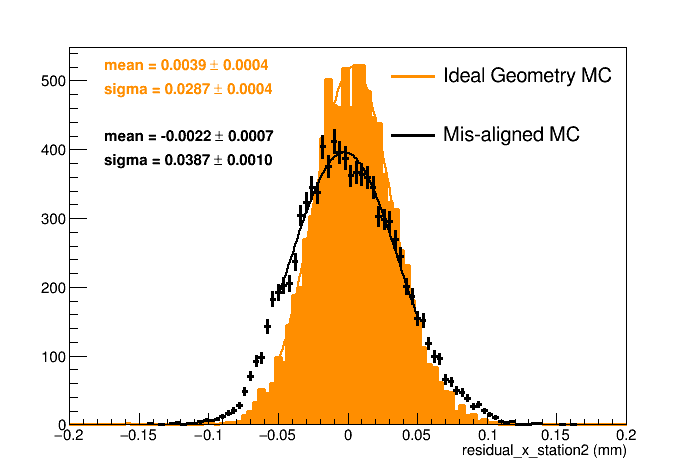 mean = 0.0039 ± 0.0004
sigma = 0.0287 ± 0.0004
Ideal Geometry MC
mean = -0.0022 ± 0.0007
sigma = 0.0387 ± 0.0010
Mis-aligned MC
500
400
300
200
100
0
−0.2 −0.15 −0.1 −0.05 0 0.05 0.1 0.15 0.2
residual_x_station2 (mm)